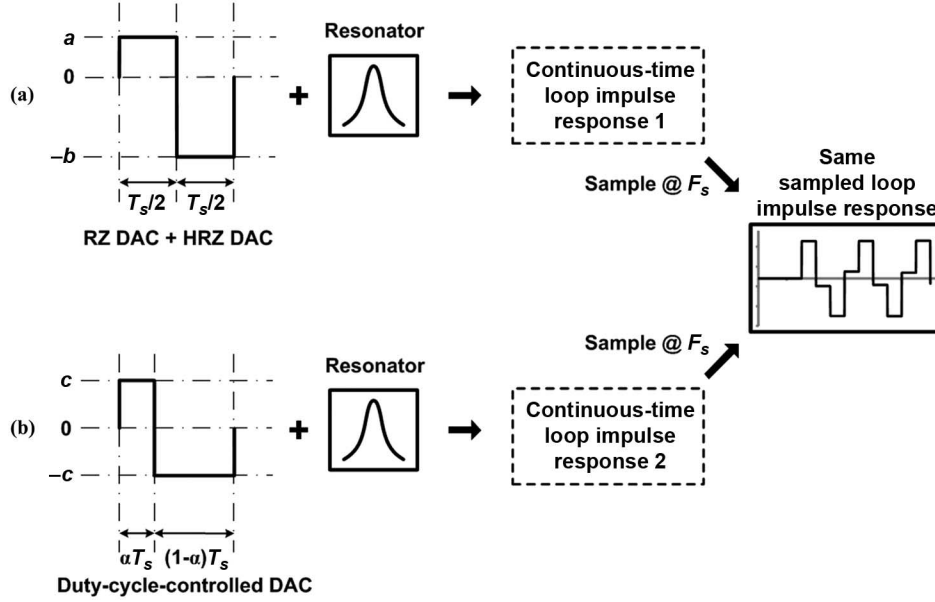 a
0
–b
(a)
Ts/2 Ts/2
RZ DAC + HRZ DAC
+
Resonator
Continuous-time
loop impulse
response 1
Sample @ Fs
Same
sampled loop
impulse response
c
0
–c
(b)
αTs (1-α)Ts
Duty-cycle-controlled DAC
+
Resonator
Continuous-time
loop impulse
response 2
Sample @ Fs